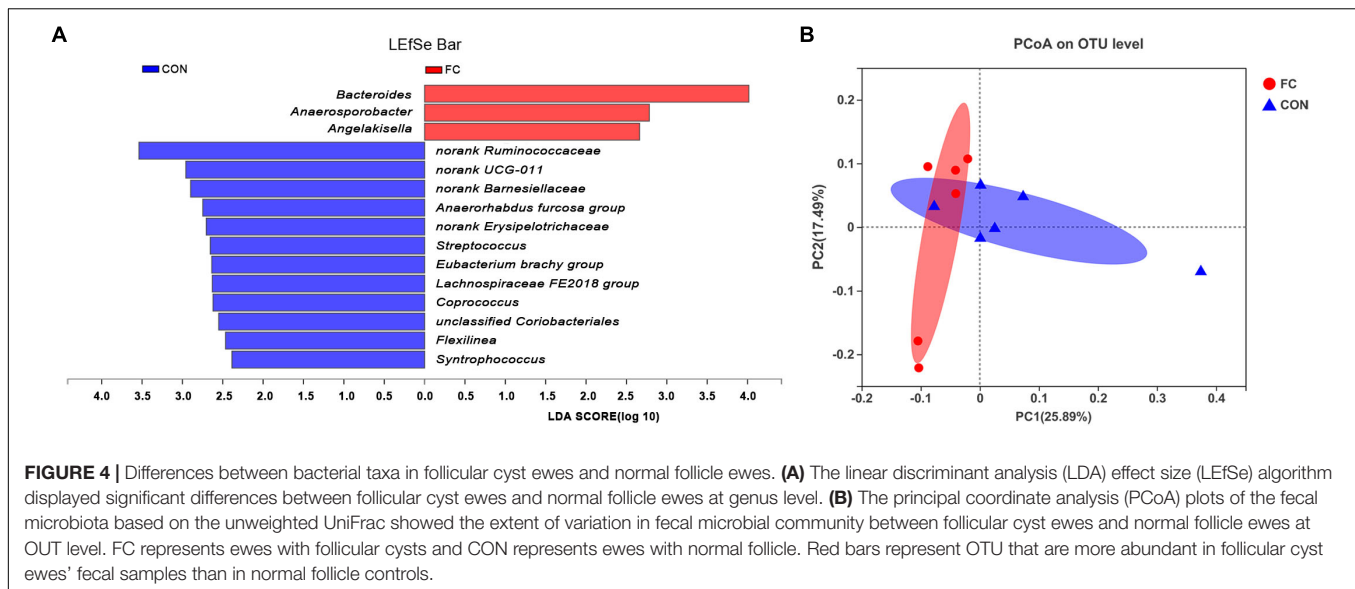 A
LEfSe Bar
CON
FC
Bacteroides
Anaerosporobacter
Angelakisella
norank Ruminococcaceae
norank UCG-011
norank Barnesiellaceae
Anaerorhabdus furcosa group
norank Erysipelotrichaceae
Streptococcus
Eubacterium brachy group
Lachnospiraceae FE2018 group
Coprococcus
unclassified Coriobacteriales
Flexilinea
Syntrophococcus
4.0 3.5 3.0 2.5 2.0 1.5 1.0 0.5 0.0 0.5 1.0 1.5 2.0 2.5 3.0 3.5 4.0
LDA SCORE(log 10)
B
PCoA on OTU level
FC
CON
0.2
0.1
0
-0.1
-0.2
PC2(17.49%)
-0.2 -0.1 0 0.1 0.2 0.3 0.4
PC1(25.89%)
FIGURE 4 | Differences between bacterial taxa in follicular cyst ewes and normal follicle ewes. (A) The linear discriminant analysis (LDA) effect size (LEfSe) algorithm
displayed significant differences between follicular cyst ewes and normal follicle ewes at genus level. (B) The principal coordinate analysis (PCoA) plots of the fecal
microbiota based on the unweighted UniFrac showed the extent of variation in fecal microbial community between follicular cyst ewes and normal follicle ewes at
OUT level. FC represents ewes with follicular cysts and CON represents ewes with normal follicle. Red bars represent OTU that are more abundant in follicular cyst
ewes' fecal samples than in normal follicle controls.